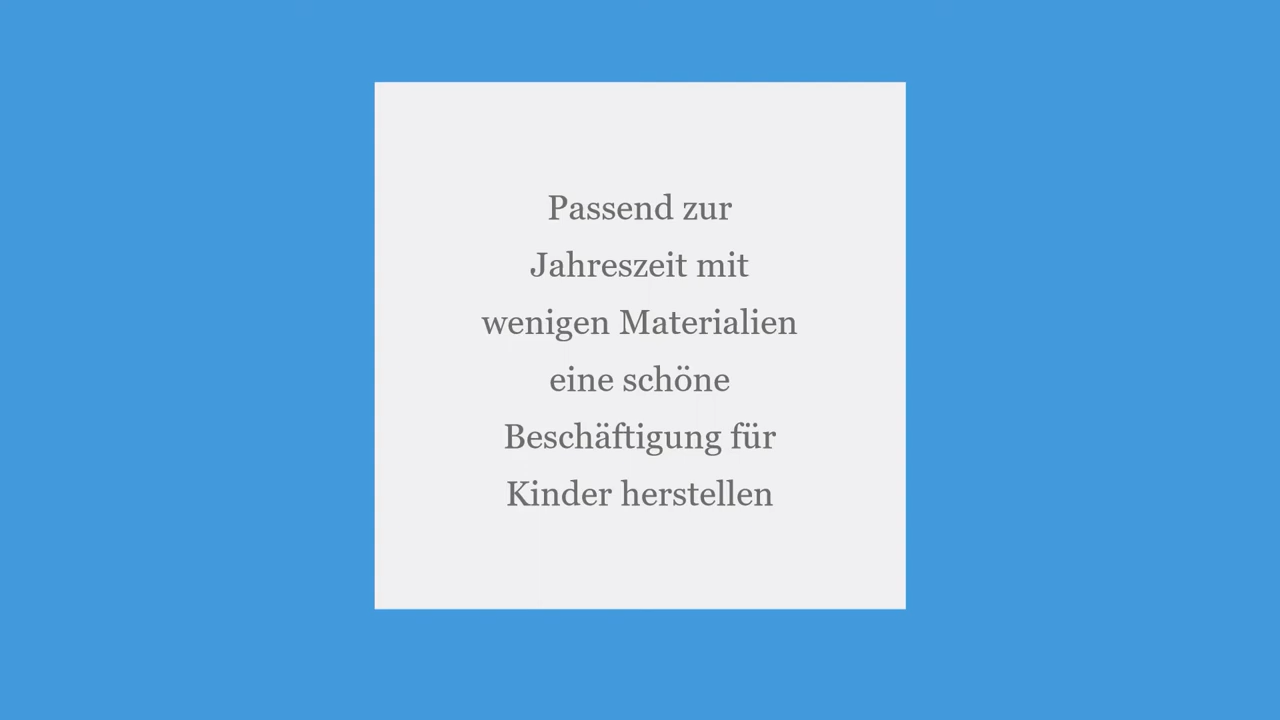 Passend zur
Jahreszeit mit
wenigen Materialien
eine schöne
Beschäftigung für
Kinder herstellen